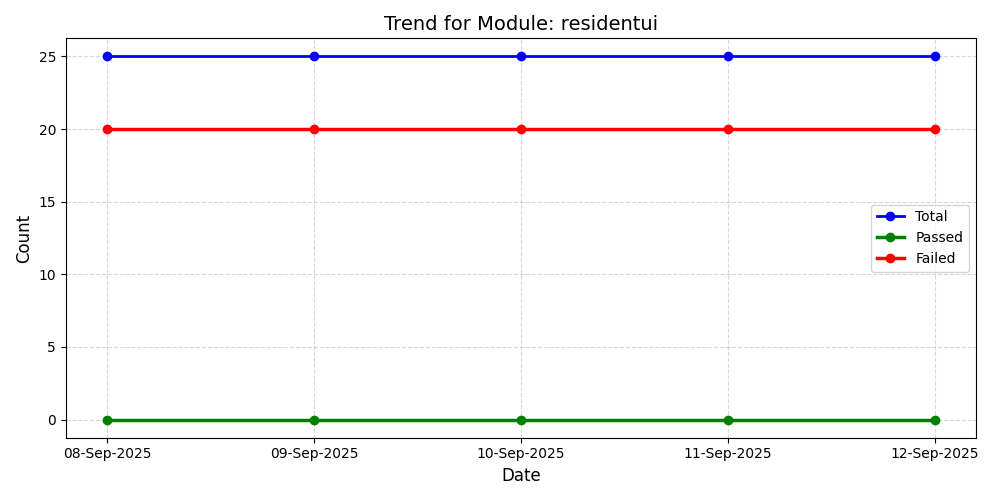 Trend for Module: residentui
Count
25
20
15
10
5
0
Total
Passed
Failed
08-Sep-2025
09-Sep-2025
10-Sep-2025
11-Sep-2025
12-Sep-2025
Date